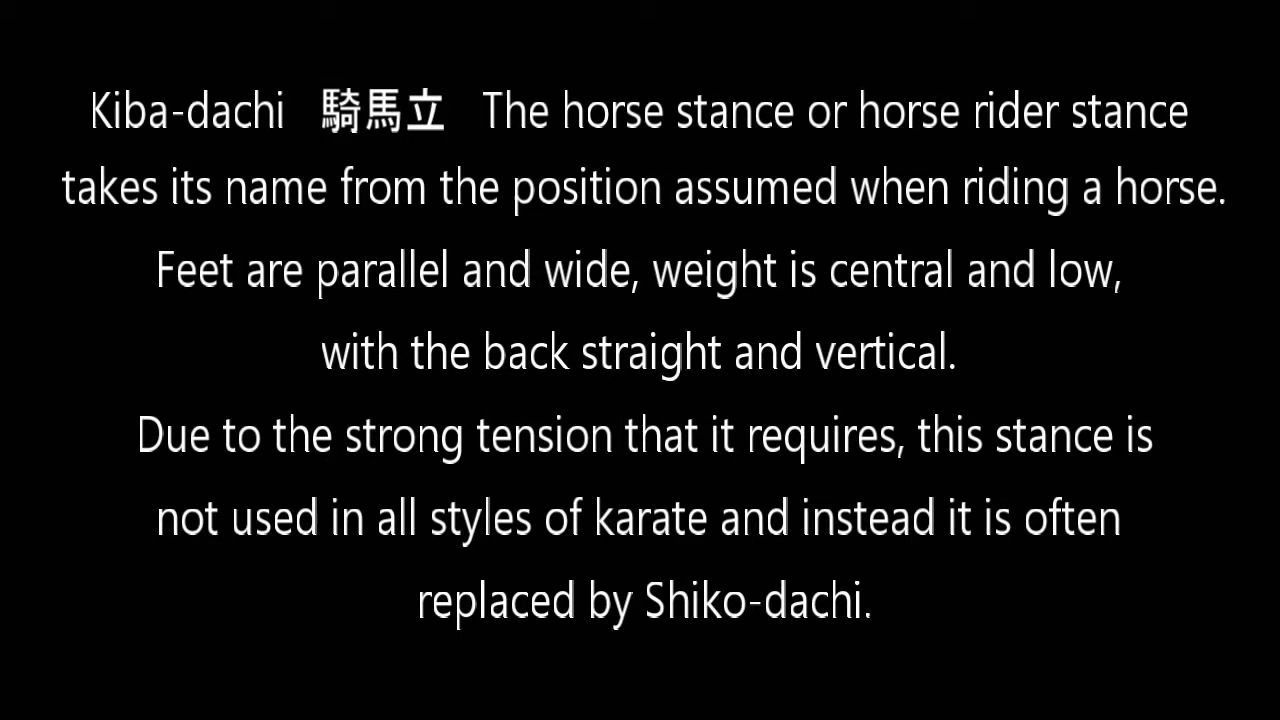 Kiba-dachi 騎馬立 The horse stance or horse rider stance
takes its name from the position assumed when riding a horse.
Feet are parallel and wide, weight is central and low,
with the back straight and vertical.
Due to the strong tension that it requires, this stance is
not used in all styles of karate and instead it is often
replaced by Shiko-dachi.